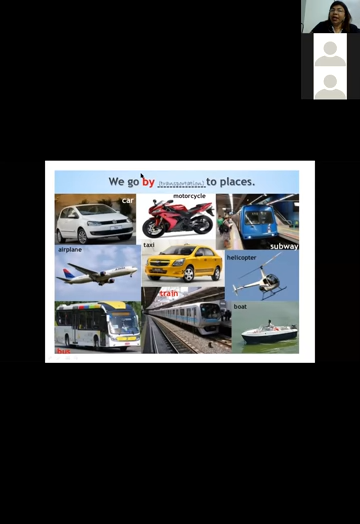 We go by (Transportation) to places.
car
motorcycle
subway
airplane
taxi
helicopter
bus
train
boat